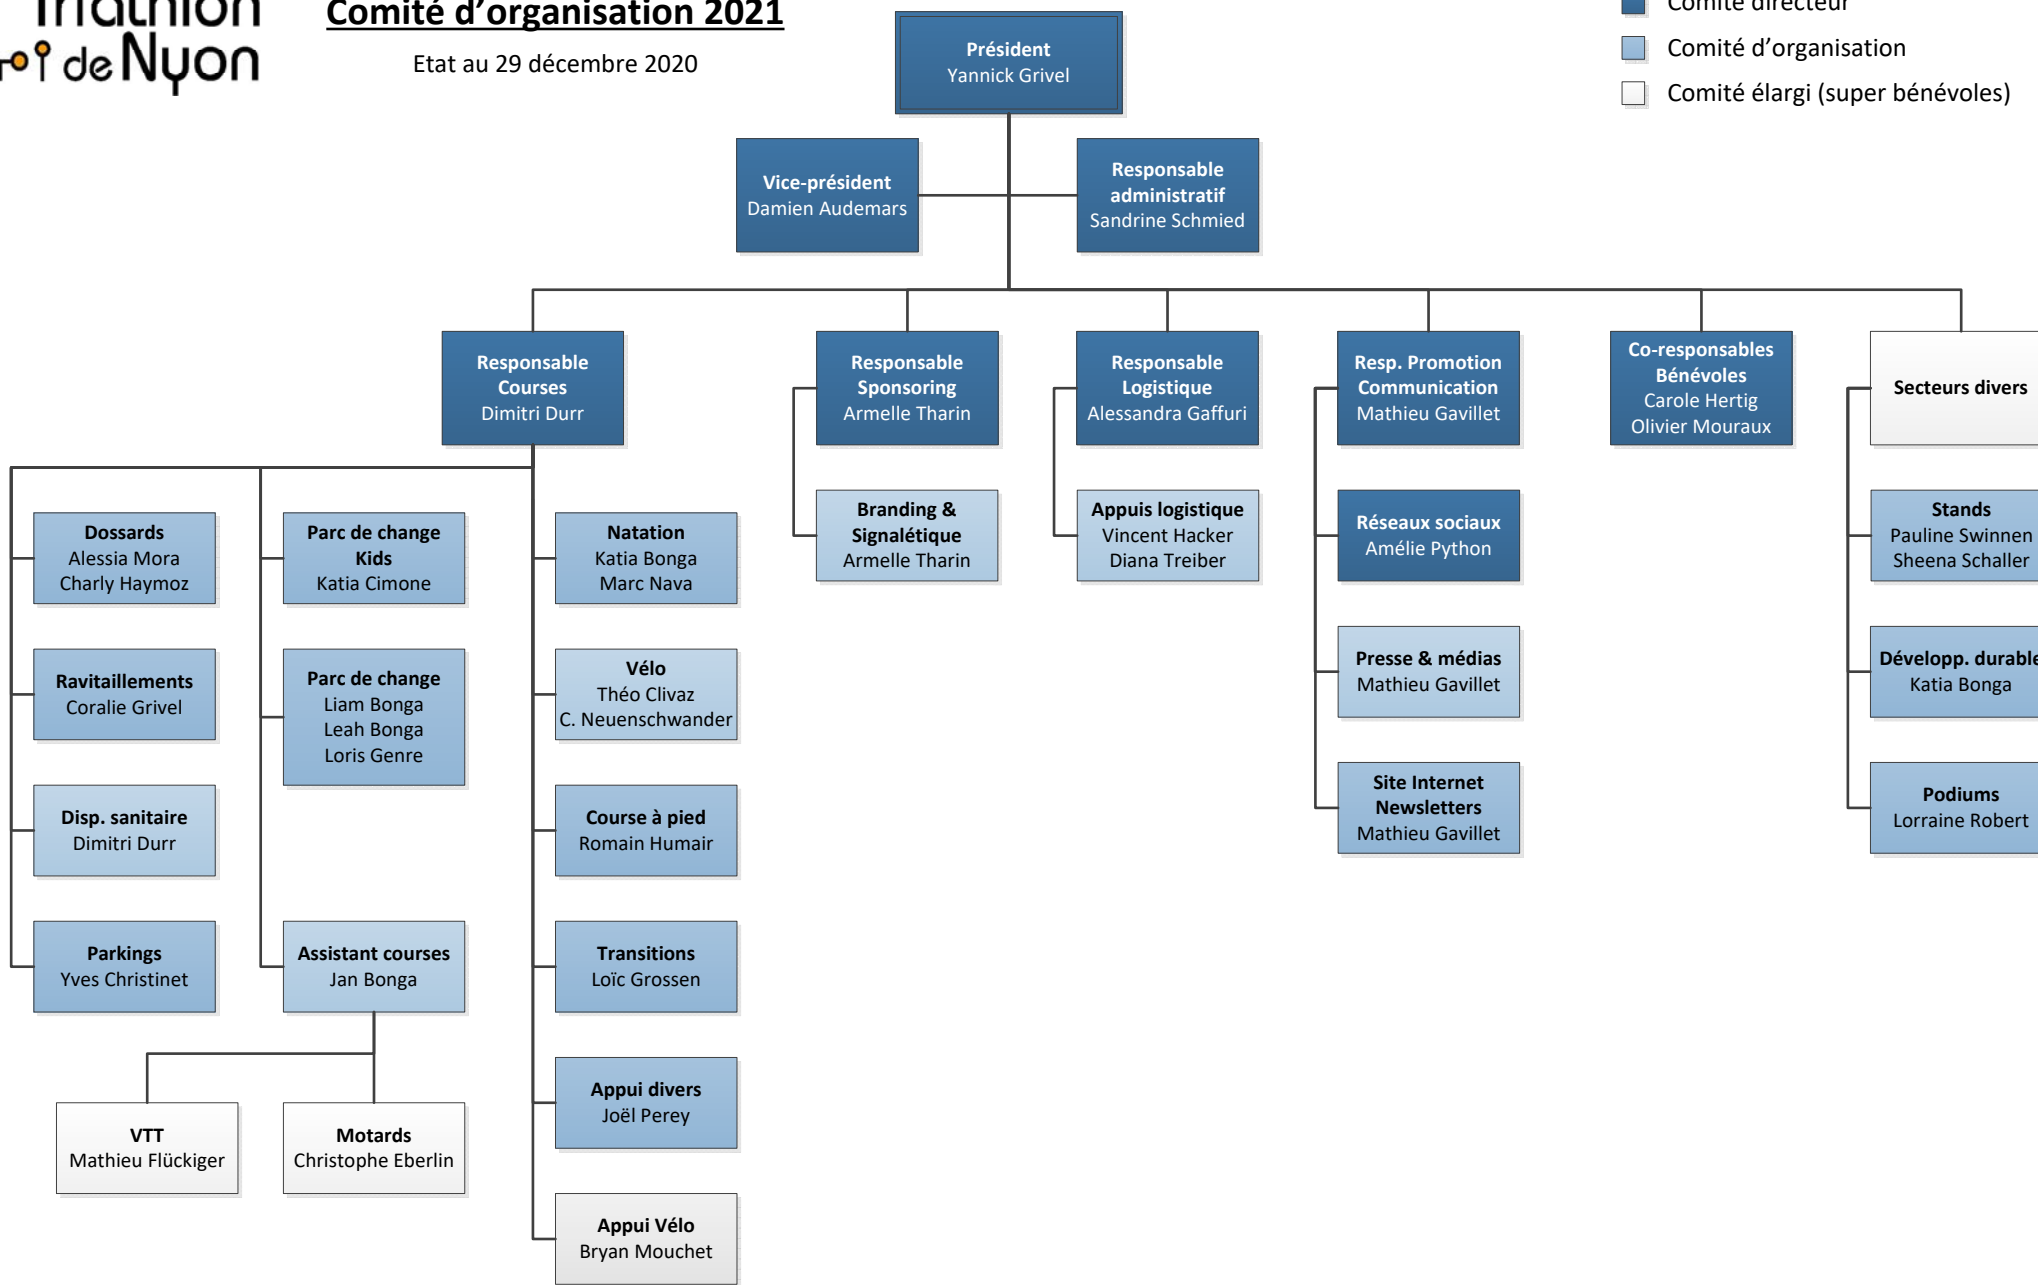 Triathlon
de Nyon
Comité d'organisation 2021
Etat au 29 décembre 2020
Comité directeur
Comité d'organisation
Comité élargi (super bénévoles)
Président
Yannick Grivel
Vice-président
Damien Audemars
Responsable
administratif
Sandrine Schmied
Responsable
Courses
Dimitri Durr
Responsable
Sponsoring
Armelle Tharin
Responsable
Logistique
Alessandra Gaffuri
Resp. Promotion
Communication
Mathieu Gavillet
Co-responsables
Bénévoles
Carole Hertig
Olivier Mouraux
Secteurs divers
Dossards
Alessia Mora
Charly Haymoz
Parc de change
Kids
Katia Cimone
Natation
Katia Bonga
Marc Nava
Branding &
Signalétique
Armelle Tharin
Appuis logistique
Vincent Hacker
Diana Treiber
Réseaux sociaux
Amélie Python
Stands
Pauline Swinnen
Sheena Schaller
Ravitaillements
Coralie Grivel
Parc de change
Liam Bonga
Leah Bonga
Loris Genre
Vélo
Théo Clivaz
C. Neuenschwander
Presse & médias
Mathieu Gavillet
Développ. durable
Katia Bonga
Disp. sanitaire
Dimitri Durr
Course à pied
Romain Humair
Site Internet
Newsletters
Mathieu Gavillet
Podiums
Lorraine Robert
Parkings
Yves Christinet
Assistant courses
Jan Bonga
Transitions
Loïc Grossen
Appui divers
Joël Perey
VTT
Mathieu Flückiger
Motards
Christophe Eberlin
Appui Vélo
Bryan Mouchet